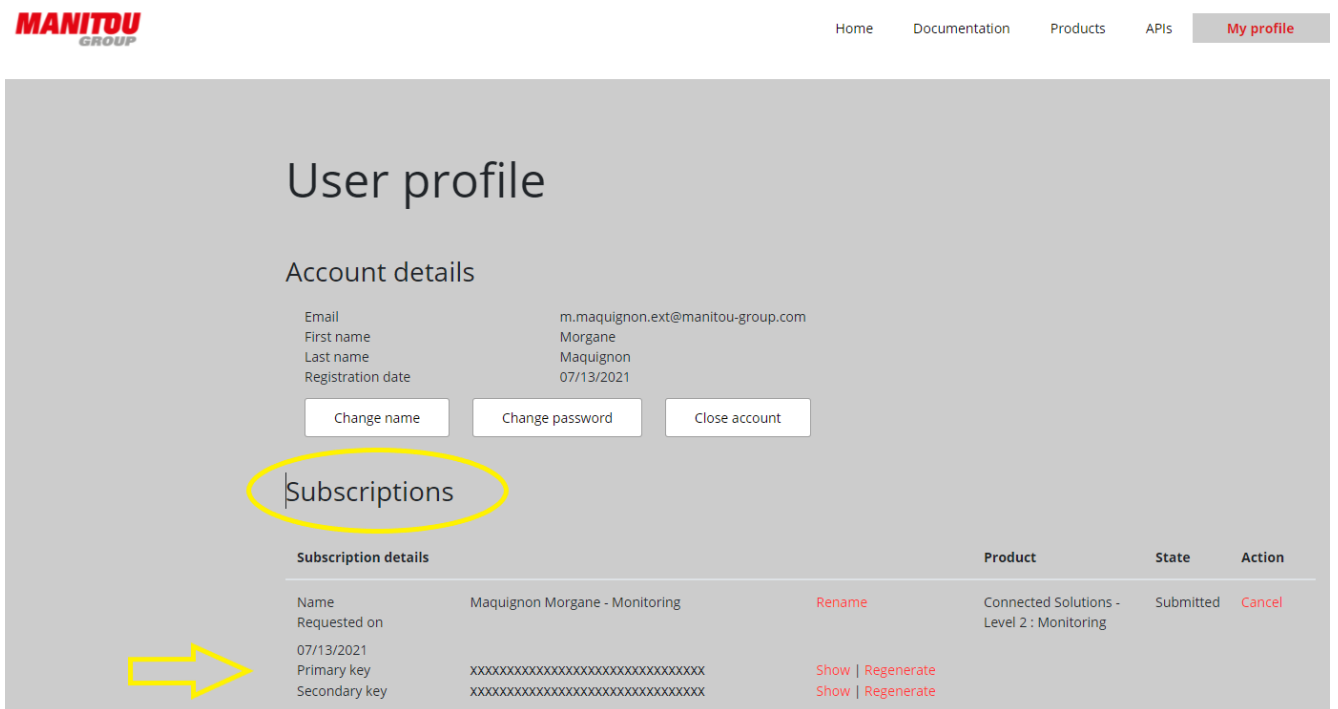 MANITOU
GROUP
Home Documentation Products APIs My profile
User profile
Account details
Email m.maquignon.ext@manitou-group.com
First name Morgane
Last name Maquignon
Registration date 07/13/2021
Change name Change password Close account
Subscriptions
Subscription details Product State Action
Name Maquignon Morgane - Monitoring Rename Connected Solutions - Submitted Cancel
Requested on Level 2 : Monitoring
07/13/2021
Primary key xxxxxxxxxxxxxxxxxxxxxxxxxxxxxxxx Show | Regenerate
Secondary key xxxxxxxxxxxxxxxxxxxxxxxxxxxxxxxx Show | Regenerate